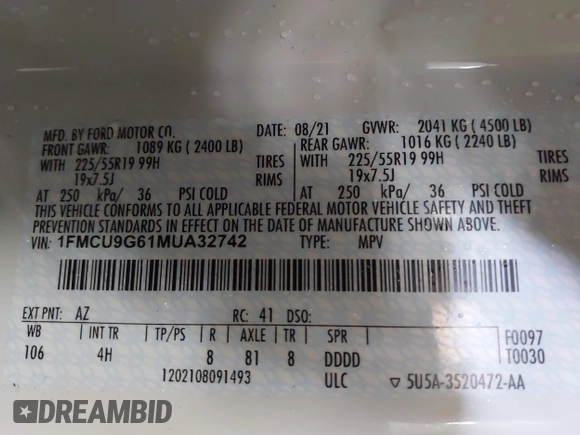 MFD. BY FORD MOTOR CO. DATE: 08/21 GVWR: 2041 KG (4500 LB)
FRONT GAWR: 1089 KG (2400 LB) REAR GAWR: 1016 KG (2240 LB)
WITH 225/55R19 99H TIRES WITH 225/55R19 99H TIRES
19x7.5J RIMS 19x7.5J RIMS
AT 250 kPa/ 36 PSI COLD AT 250 kPa/ 36 PSI COLD
THIS VEHICLE CONFORMS TO ALL APPLICABLE FEDERAL MOTOR VEHICLE SAFETY AND THEFT
PREVENTION STANDARDS IN EFFECT ON THE DATE OF MANUFACTURE SHOWN ABOVE.
VIN: 1FMCU9G61MUA32742 TYPE: MPV
EXT PNT: AZ RC: 41 DSO:
WB INT TR TP/PS R AXLE TR SPR F0097
106 4H 8 81 8 DDDD T0030
1202108091493 ULC ▽ 5U5A-3520472-AA
DREAMBID